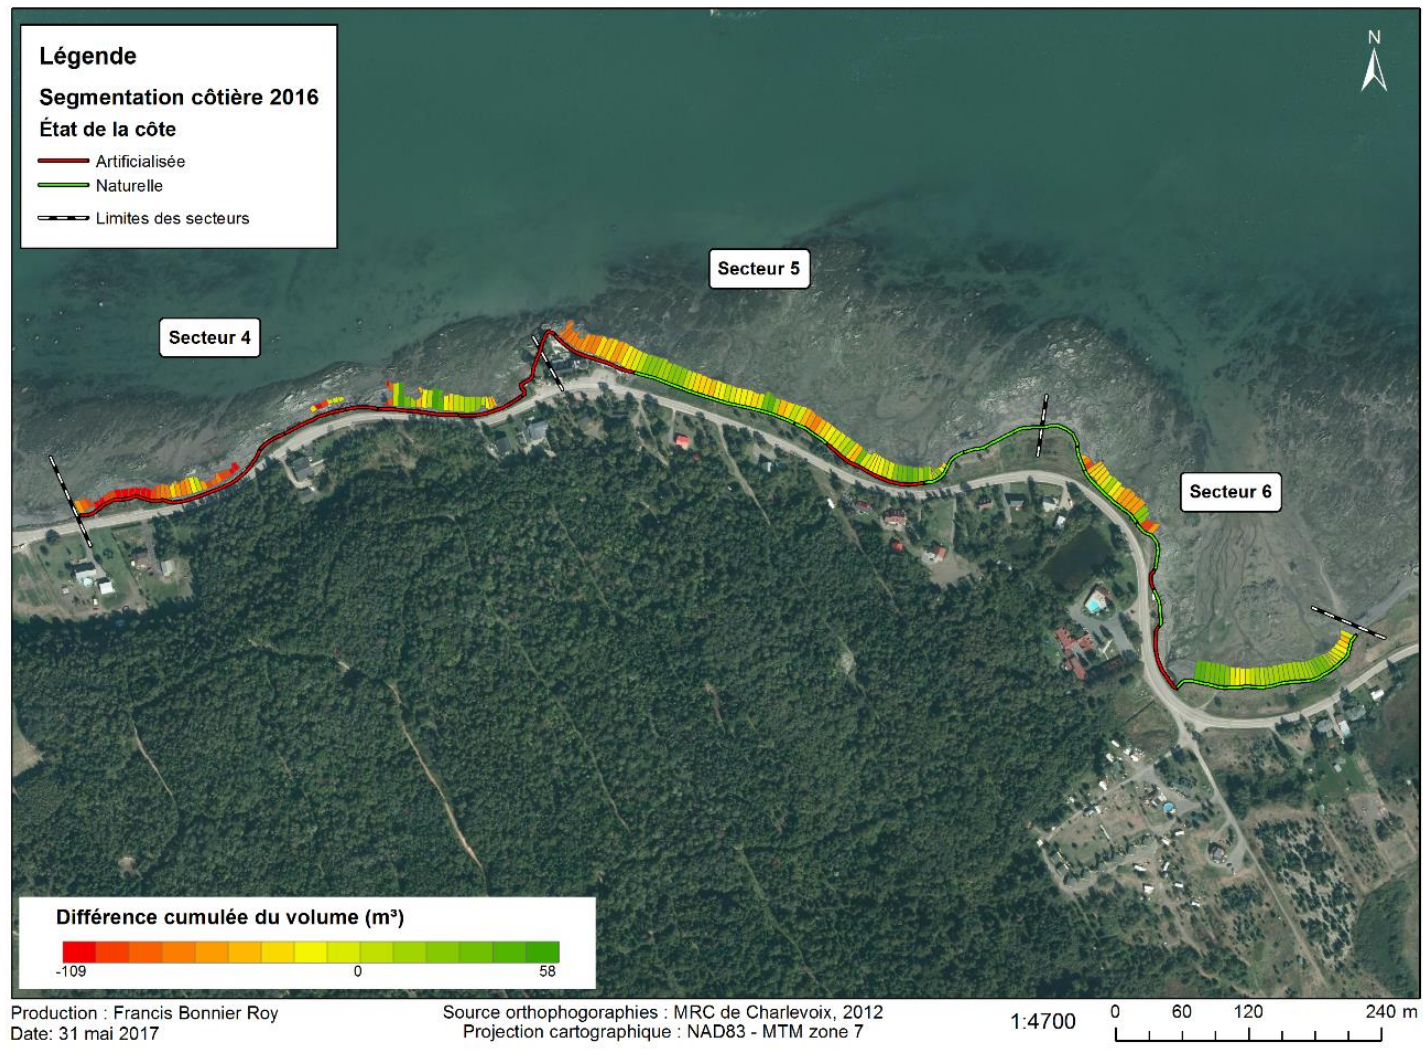 Légende
Segmentation côtière 2016
État de la côte
Artificialisée
Naturelle
Limites des secteurs
N
Secteur 5
Secteur 4
Secteur 6
Différence cumulée du volume (m³)
-109 0 58
Production : Francis Bonnier Roy
Date: 31 mai 2017
Source orthophogoraphies : MRC de Charlevoix, 2012
Projection cartographique : NAD83 - MTM zone 7
1:4700
0 60 120 240 m